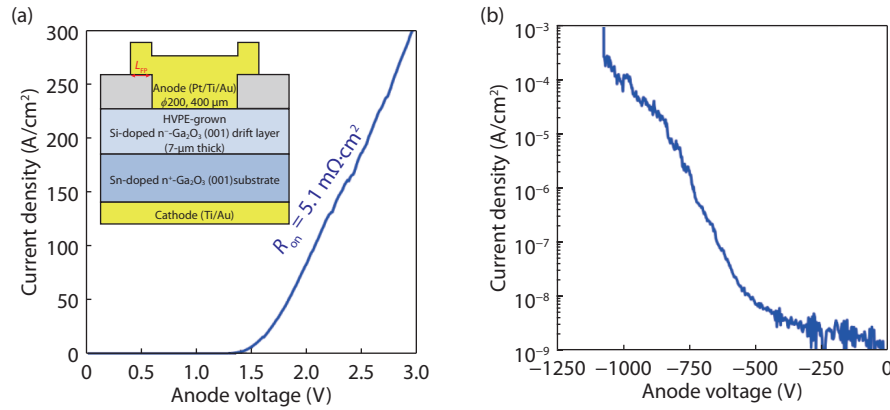 (a)
300
250
200
150
100
50
0
Current density (A/cm²)
0
0.5
1.0
1.5
2.0
2.5
3.0
Anode voltage (V)
L_FP
Anode (Pt/Ti/Au)
ϕ200, 400 μm
HVPE-grown
Si-doped n⁻-Ga₂O₃ (001) drift layer
(7-μm thick)
Sn-doped n⁺-Ga₂O₃ (001)substrate
Cathode (Ti/Au)
R_on = 5.1 mΩ·cm²
(b)
10⁻³
10⁻⁴
10⁻⁵
10⁻⁶
10⁻⁷
10⁻⁸
10⁻⁹
Current density (A/cm²)
−1250
−1000
−750
−500
−250
0
Anode voltage (V)